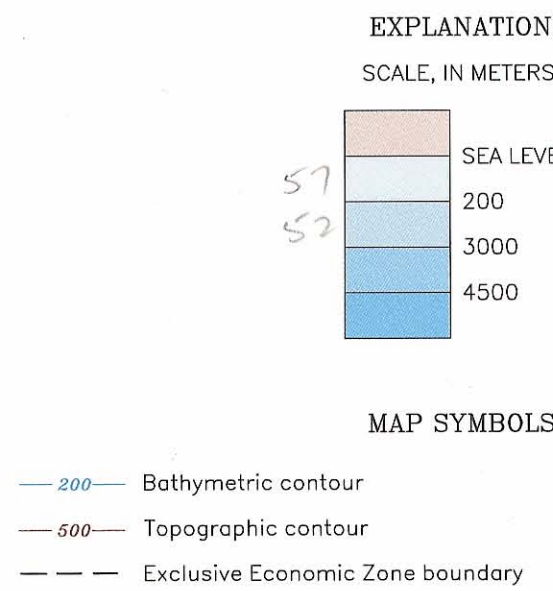 EXPLANATION
SCALE, IN METERS
SEA LEVE
57
200
52
3000
4500
MAP SYMBOLS
200 Bathymetric contour
500 Topographic contour
Exclusive Economic Zone boundary